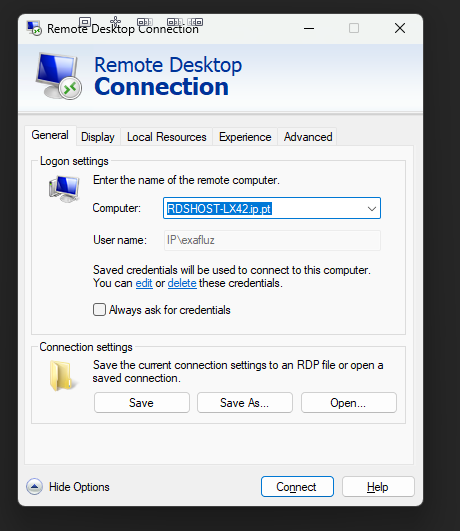 Remote Desktop Connection
Remote Desktop
Connection
General
Display
Local Resources
Experience
Advanced
Logon settings
Enter the name of the remote computer.
Computer:
RDSHOST-LX42.ip.pt
User name:
IP\exafluz
Saved credentials will be used to connect to this computer.
You can edit or delete these credentials.
Always ask for credentials
Connection settings
Save the current connection settings to an RDP file or open a
saved connection.
Save
Save As...
Open...
Hide Options
Connect
Help